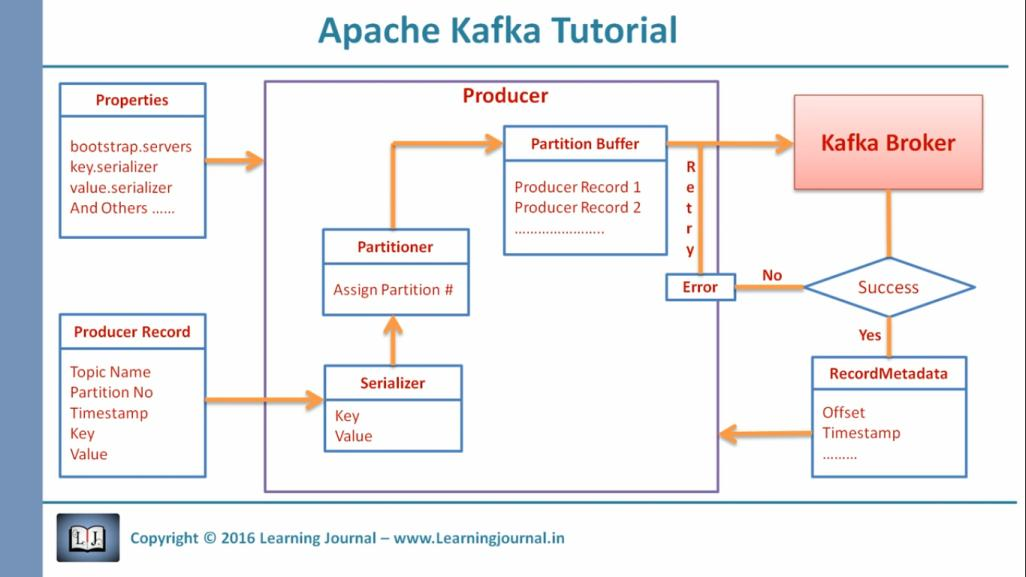 Apache Kafka Tutorial
Properties
bootstrap.servers
key.serializer
value.serializer
And Others ......
Producer
Partition Buffer
Producer Record 1
Producer Record 2
......................
Retry
Kafka Broker
Partitioner
Assign Partition #
Error
No
Success
Yes
Producer Record
Topic Name
Partition No
Timestamp
Key
Value
Serializer
Key
Value
RecordMetadata
Offset
Timestamp
.........
LJ
Copyright © 2016 Learning Journal – www.Learningjournal.in